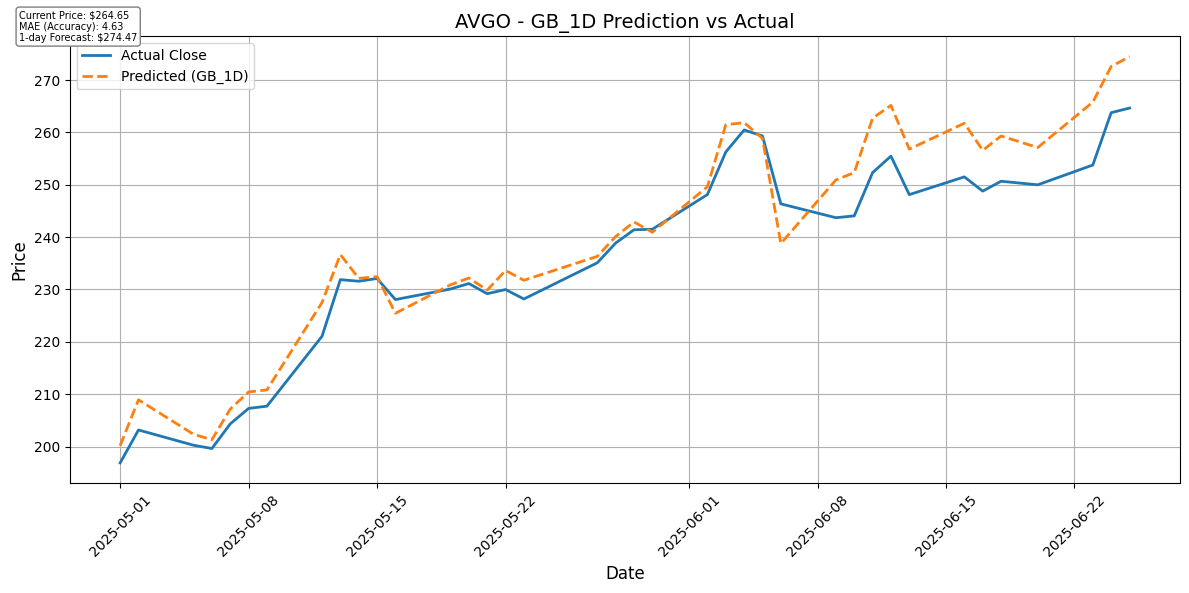 AVGO - GB_1D Prediction vs Actual
Current Price: $264.65
MAE (Accuracy): 4.63
1-day Forecast: $274.47
Actual Close
Predicted (GB_1D)
Price
270
260
250
240
230
220
210
200
2025-05-01
2025-05-08
2025-05-15
2025-05-22
2025-06-01
2025-06-08
2025-06-15
2025-06-22
Date